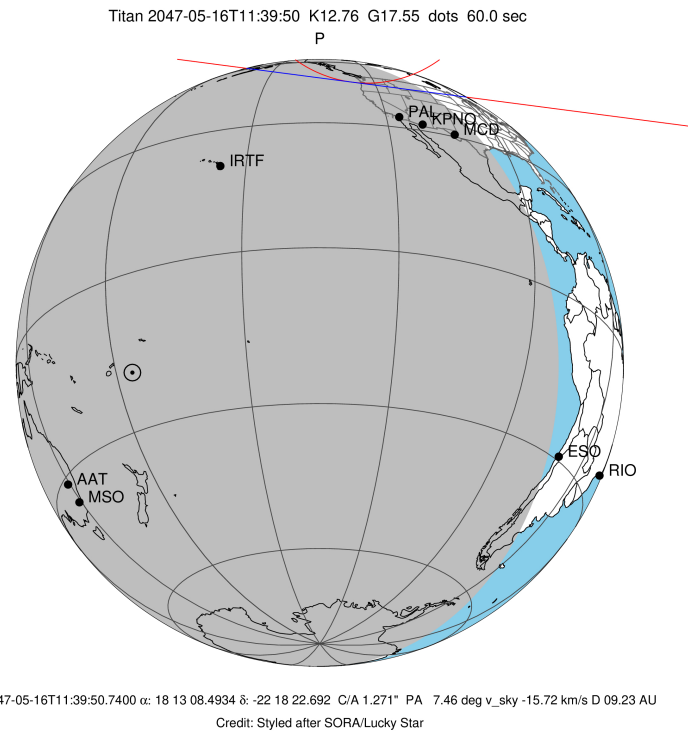 Titan 2047-05-16T11:39:50  K12.76  G17.55  dots  60.0 sec
P
PAL
KPNO
MCD
IRTF
ESO
RIO
AAT
MSO
47-05-16T11:39:50.7400 α: 18 13 08.4934 δ: -22 18 22.692  C/A 1.271"  PA   7.46 deg v_sky -15.72 km/s D 09.23 AU
Credit: Styled after SORA/Lucky Star